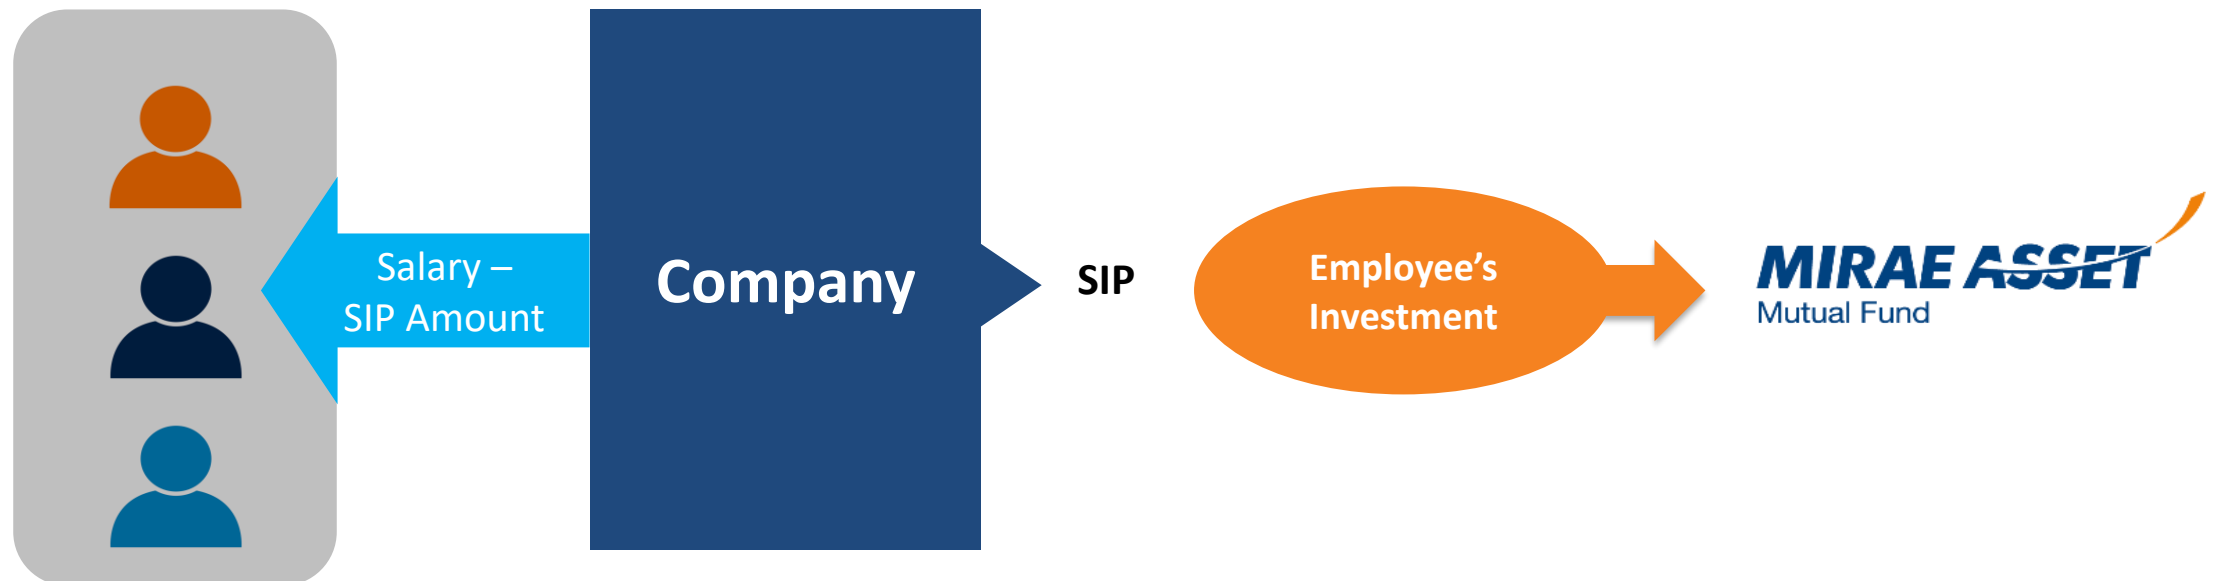 Salary –
SIP Amount
Company
SIP
Employee’s
Investment
MIRAE ASSET
Mutual Fund